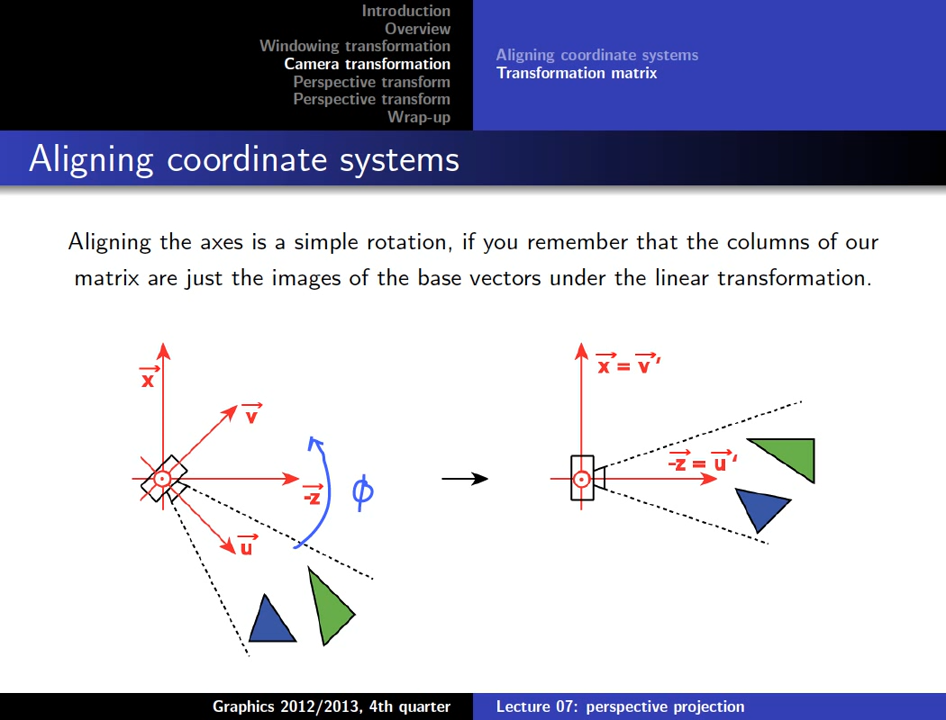 Introduction
Overview
Windowing transformation
Camera transformation
Perspective transform
Perspective transform
Wrap-up
Aligning coordinate systems
Transformation matrix
Aligning coordinate systems
Aligning the axes is a simple rotation, if you remember that the columns of our
matrix are just the images of the base vectors under the linear transformation.
x
v
-z
ϕ
u
x = v'
-z = u'
Graphics 2012/2013, 4th quarter
Lecture 07: perspective projection